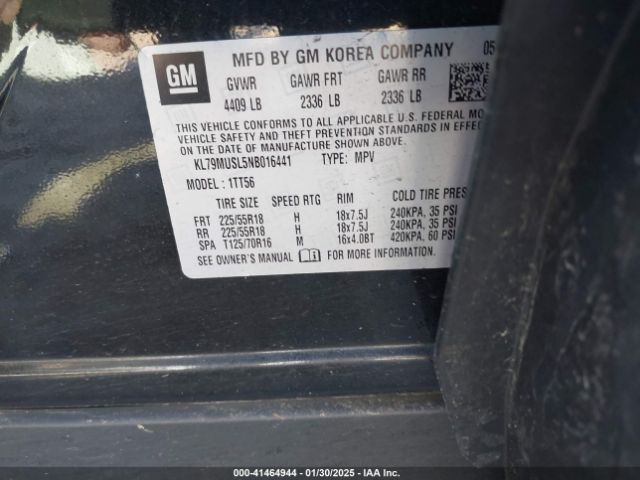 GM
MFD BY GM KOREA COMPANY 05
GVWR GAWR FRT GAWR RR
4409 LB 2336 LB 2336 LB
THIS VEHICLE CONFORMS TO ALL APPLICABLE U.S. FEDERAL MO
VEHICLE SAFETY AND THEFT PREVENTION STANDARDS IN EFFE
ON THE DATE OF MANUFACTURE SHOWN ABOVE.
KL79MUSL5NB016441 TYPE: MPV
MODEL: 1TT56
TIRE SIZE SPEED RTG RIM COLD TIRE PRES
FRT 225/55R18 H 18x7.5J 240KPA, 35 PSI
RR 225/55R18 H 18x7.5J 240KPA, 35 PSI
SPA T125/70R16 M 16x4.0BT 420KPA, 60 PSI
SEE OWNER'S MANUAL FOR MORE INFORMATION.
000-41464944 - 01/30/2025 - IAA Inc.